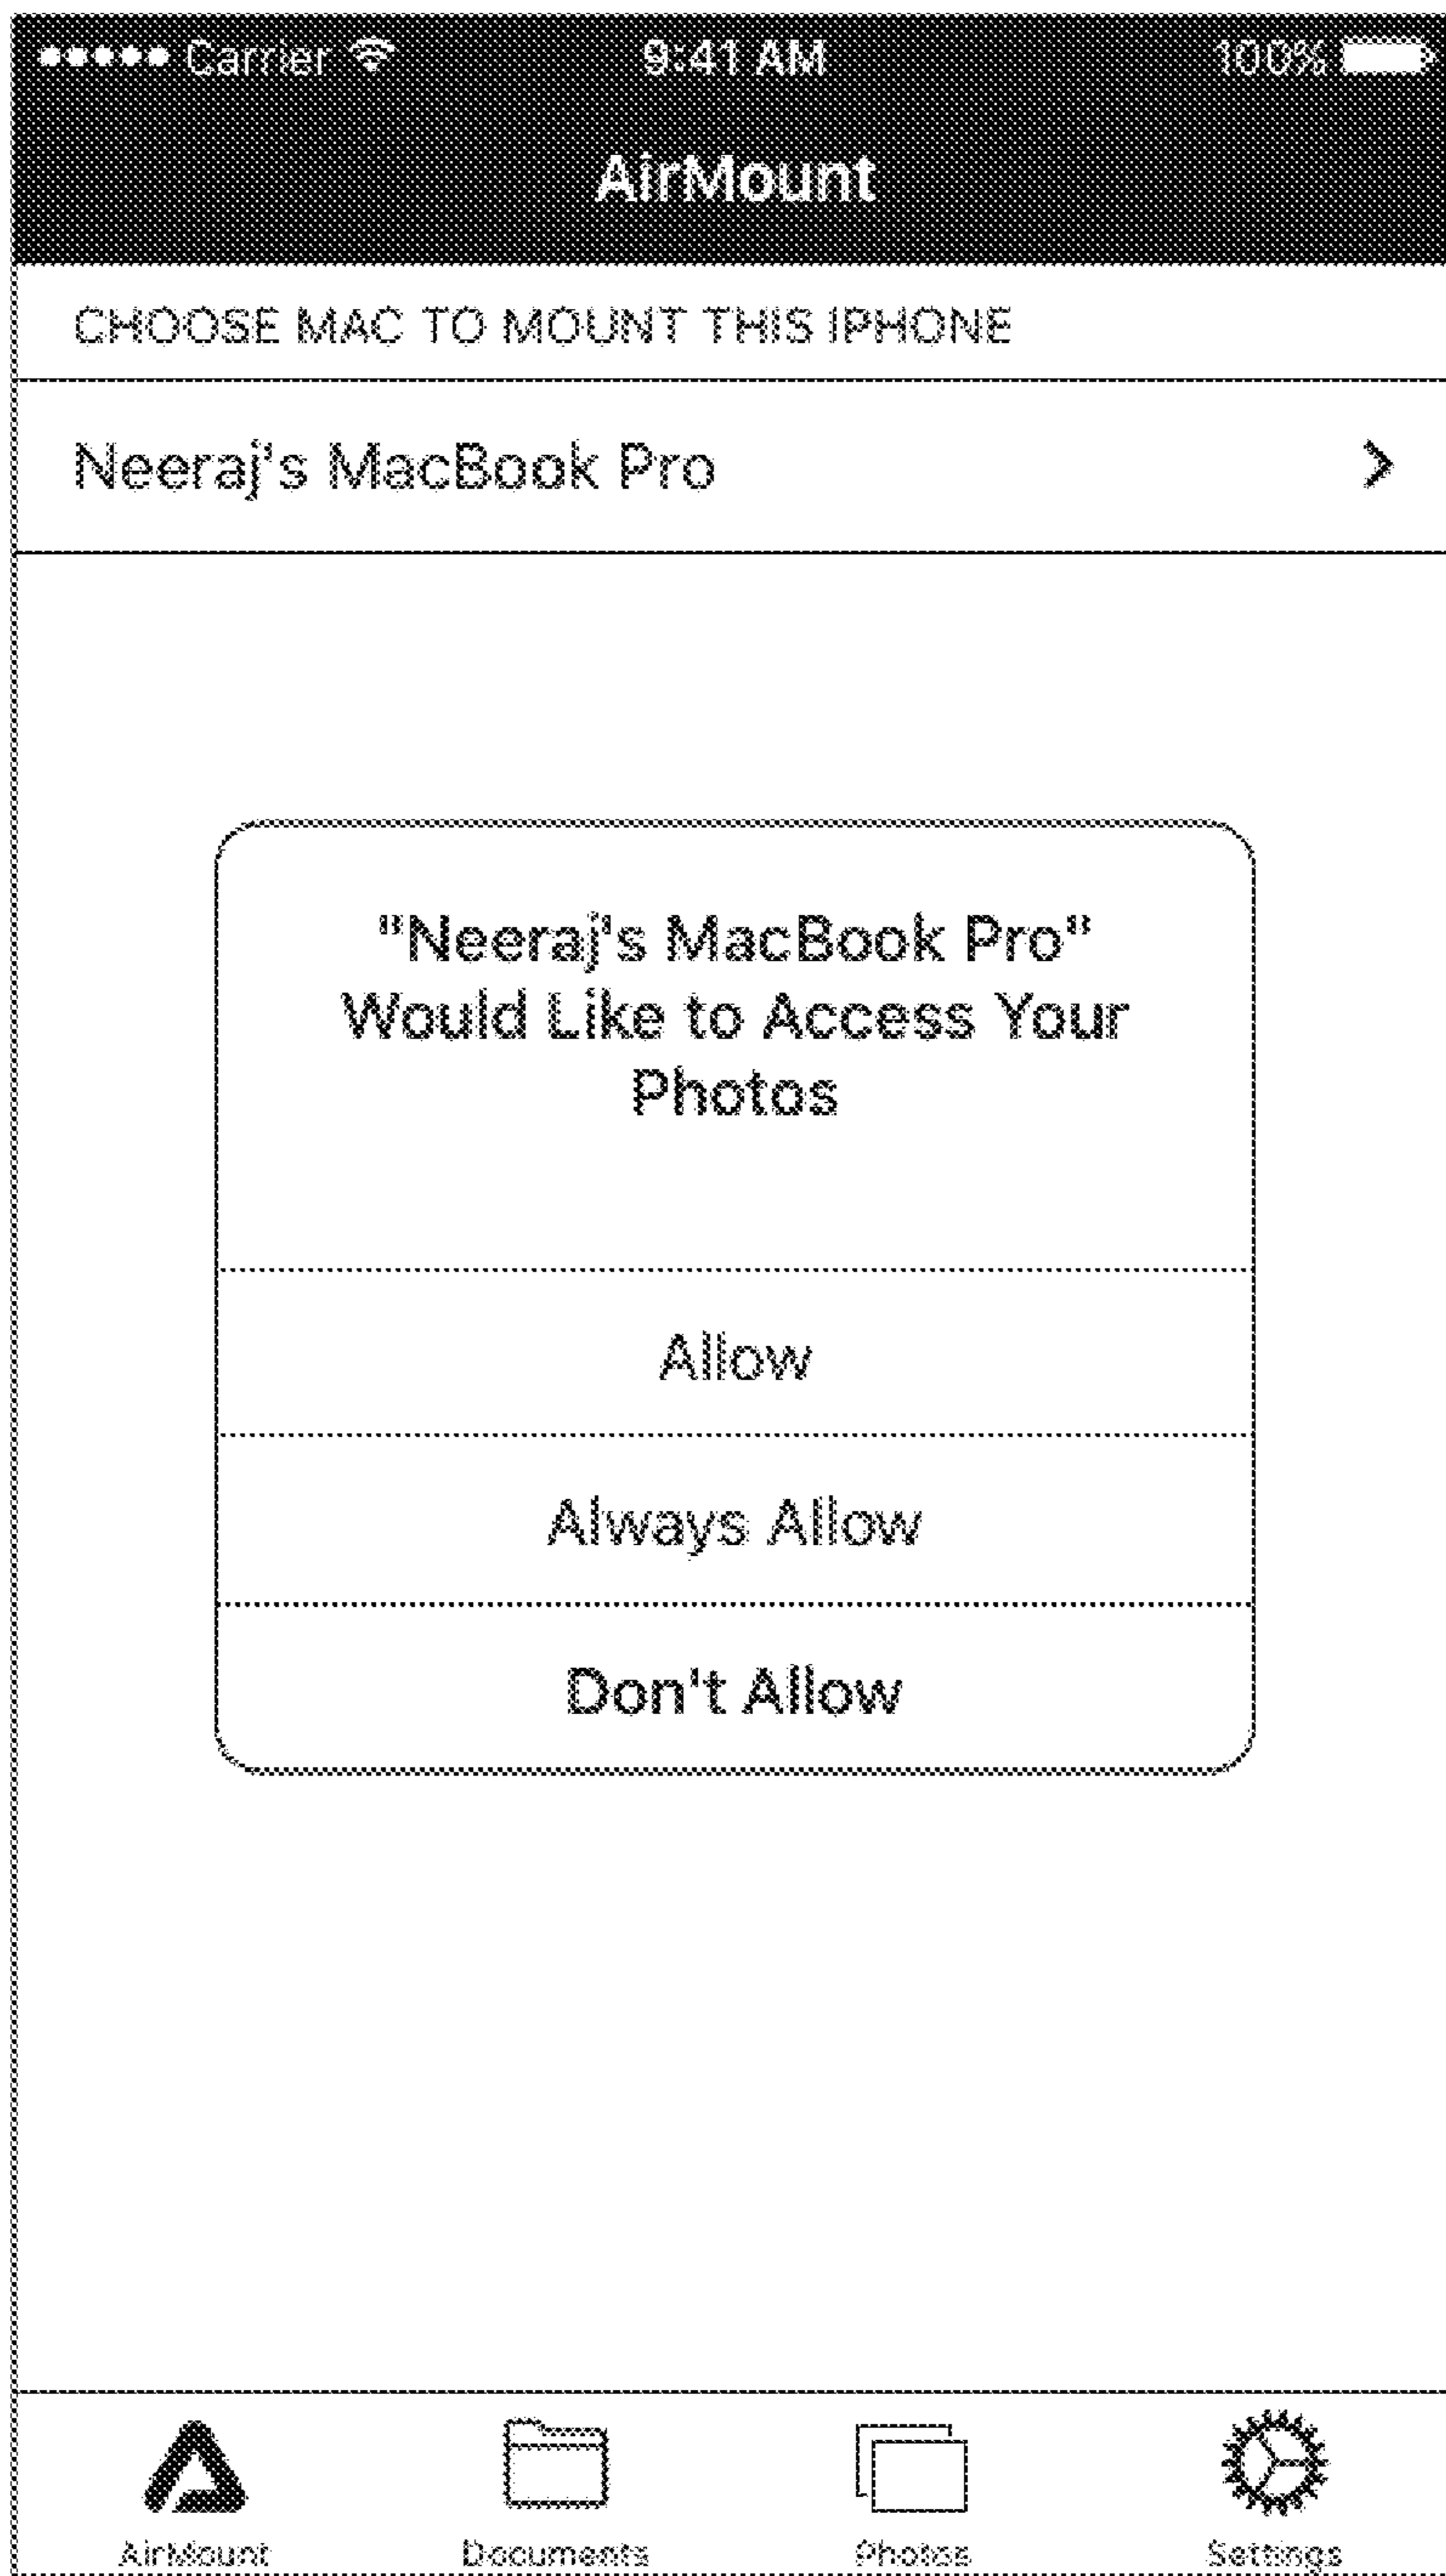 Carrier 9:41 AM 100%
AirMount
CHOOSE MAC TO MOUNT THIS IPHONE
Neeraj's MacBook Pro
"Neeraj's MacBook Pro"
Would Like to Access Your
Photos
Allow
Always Allow
Don't Allow
AirMount Documents Photos Settings